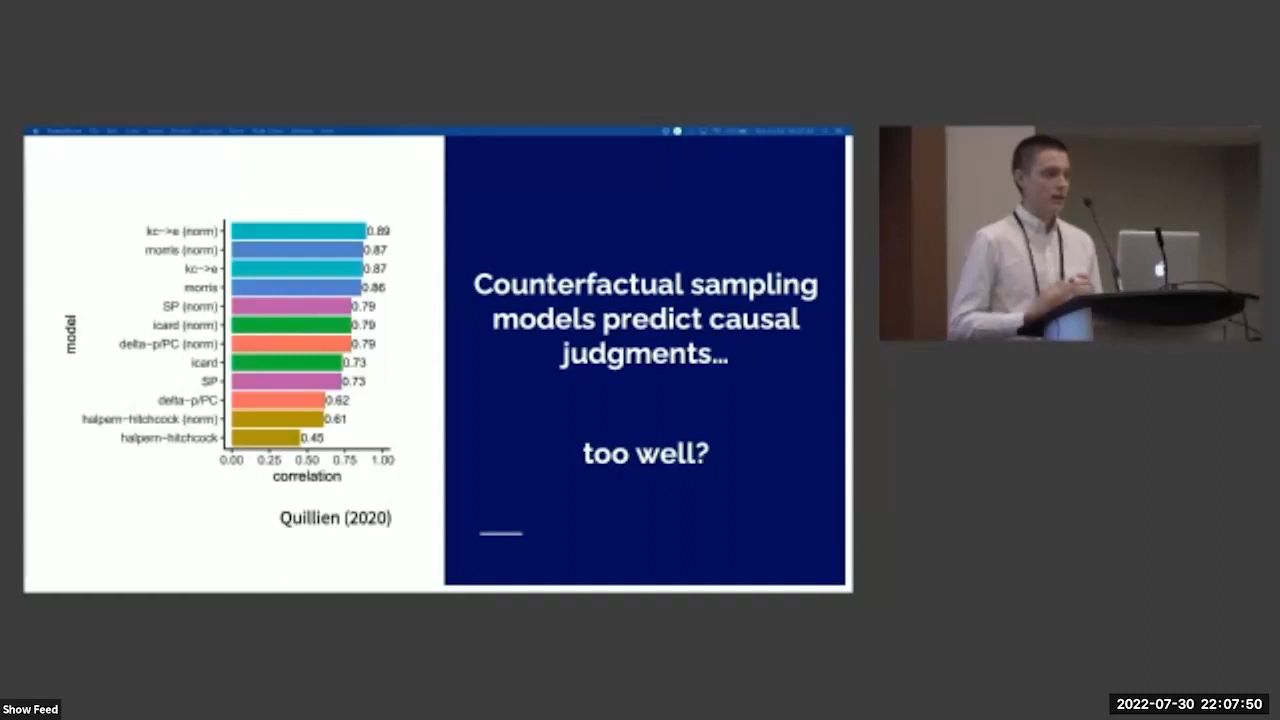 kc->e (norm) 0.89
morris (norm) 0.87
kc->e 0.87
morris 0.86
SP (norm) 0.79
icard (norm) 0.79
delta-p/PC (norm) 0.79
icard 0.73
SP 0.73
delta-p/PC 0.62
halpern-hitchcock (norm) 0.61
halpern-hitchcock 0.45
model
0.00 0.25 0.50 0.75 1.00
correlation
Quillien (2020)
Counterfactual sampling
models predict causal
judgments...
too well?
Show Feed
2022-07-30 22:07:50